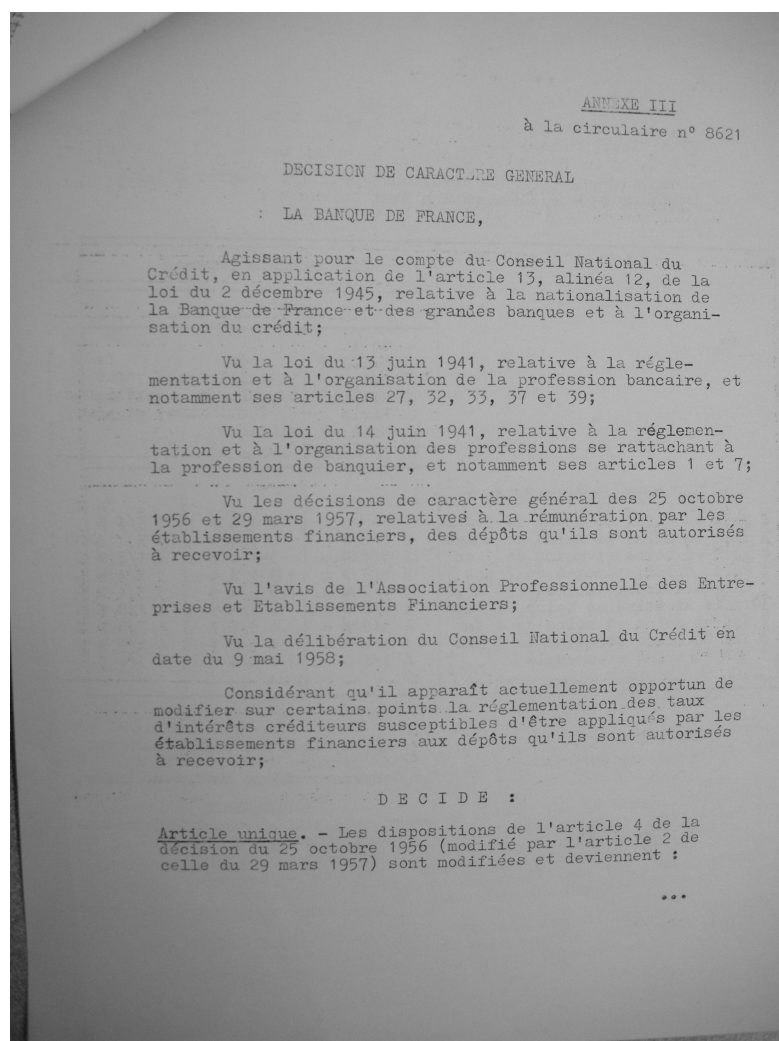 ANNEXE III
à la circulaire n° 8621
DECISION DE CARACTERE GENERAL
: LA BANQUE DE FRANCE,
Agissant pour le compte du Conseil National du
Crédit, en application de l'article 13, alinéa 12, de la
loi du 2 décembre 1945, relative à la nationalisation de
la Banque de France et des grandes banques et à l'organi-
sation du crédit;
Vu la loi du 13 juin 1941, relative à la régle-
mentation et à l'organisation de la profession bancaire, et
notamment ses articles 27, 32, 33, 37 et 39;
Vu la loi du 14 juin 1941, relative à la réglemen-
tation et à l'organisation des professions se rattachant à
la profession de banquier, et notamment ses articles 1 et 7;
Vu les décisions de caractère général des 25 octobre
1956 et 29 mars 1957, relatives à la rémunération par les
établissements financiers, des dépôts qu'ils sont autorisés
à recevoir;
Vu l'avis de l'Association Professionnelle des Entre-
prises et Etablissements Financiers;
Vu la délibération du Conseil National du Crédit en
date du 9 mai 1958;
Considérant qu'il apparaît actuellement opportun de
modifier sur certains points la réglementation des taux
d'intérêts créditeurs susceptibles d'être appliqués par les
établissements financiers aux dépôts qu'ils sont autorisés
à recevoir;
D E C I D E :
Article unique. - Les dispositions de l'article 4 de la
décision du 25 octobre 1956 (modifié par l'article 2 de
celle du 29 mars 1957) sont modifiées et deviennent :
...